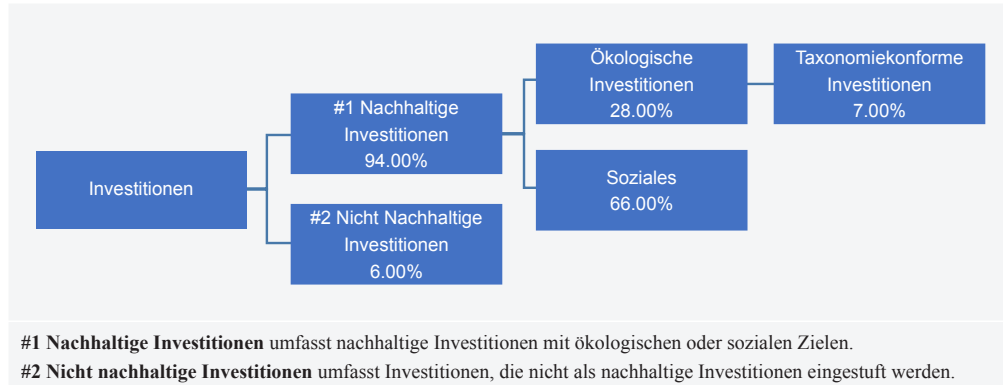 Investitionen
#1 Nachhaltige
Investitionen
94.00%
#2 Nicht Nachhaltige
Investitionen
6.00%
Ökologische
Investitionen
28.00%
Soziales
66.00%
Taxonomiekonforme
Investitionen
7.00%
#1 Nachhaltige Investitionen umfasst nachhaltige Investitionen mit ökologischen oder sozialen Zielen.
#2 Nicht nachhaltige Investitionen umfasst Investitionen, die nicht als nachhaltige Investitionen eingestuft werden.